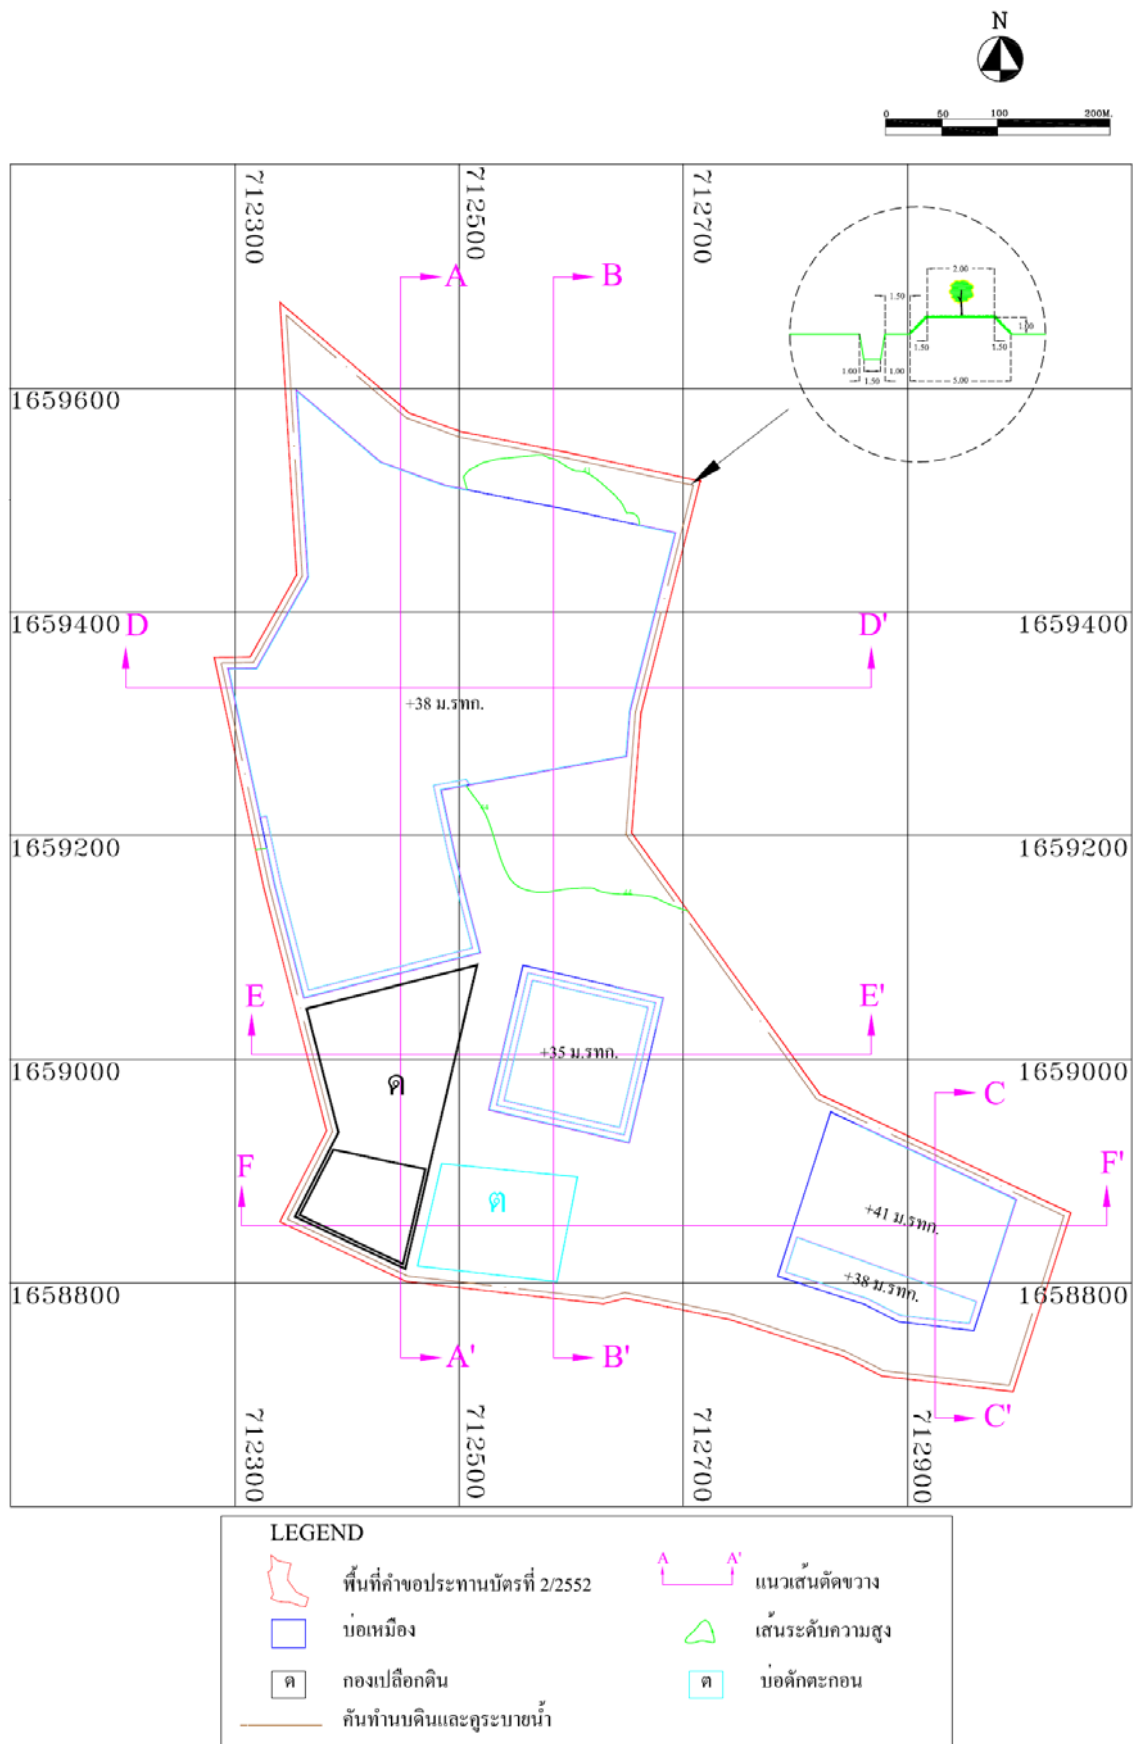 N
0 50 100 200M.
712300 712500 712700
2.00
1.50
1.00
1.50 1.50
1.00 1.00 5.00
1.50
A B
1659600
1659400 1659400
D D'
+38 ม.รทก.
1659200 1659200
E E'
+35 ม.รทก.
1659000 1659000
ค
C
F F'
ต
+41 ม.รทก.
+38 ม.รทก.
1658800 1658800
A' B'
C'
712300 712500 712700 712900
LEGEND
พื้นที่คำขอประทานบัตรที่ 2/2552
A A' แนวเส้นตัดขวาง
บ่อเหมือง
เส้นระดับความสูง
ค กองเปลือกดิน
ต บ่อดักตะกอน
คันทำนบดินและคูระบายน้ำ